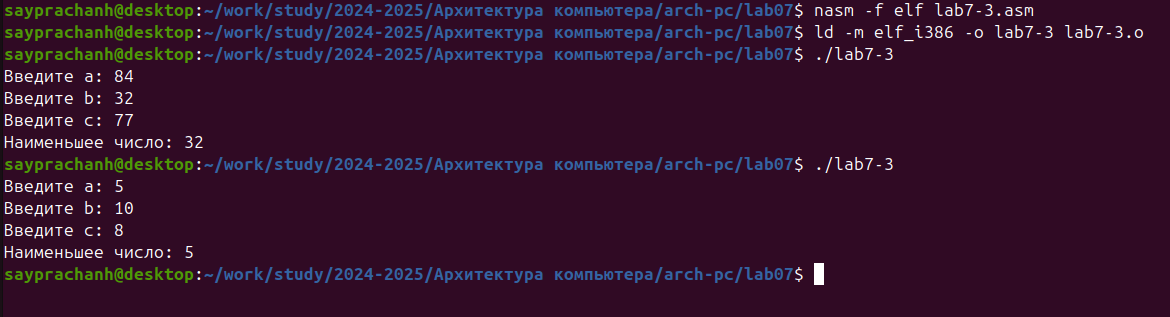 sayprachanh@desktop:~/work/study/2024-2025/Архитектура компьютера/arch-pc/lab07$ nasm -f elf lab7-3.asm
sayprachanh@desktop:~/work/study/2024-2025/Архитектура компьютера/arch-pc/lab07$ ld -m elf_i386 -o lab7-3 lab7-3.o
sayprachanh@desktop:~/work/study/2024-2025/Архитектура компьютера/arch-pc/lab07$ ./lab7-3
Введите a: 84
Введите b: 32
Введите c: 77
Наименьшее число: 32
sayprachanh@desktop:~/work/study/2024-2025/Архитектура компьютера/arch-pc/lab07$ ./lab7-3
Введите a: 5
Введите b: 10
Введите c: 8
Наименьшее число: 5
sayprachanh@desktop:~/work/study/2024-2025/Архитектура компьютера/arch-pc/lab07$